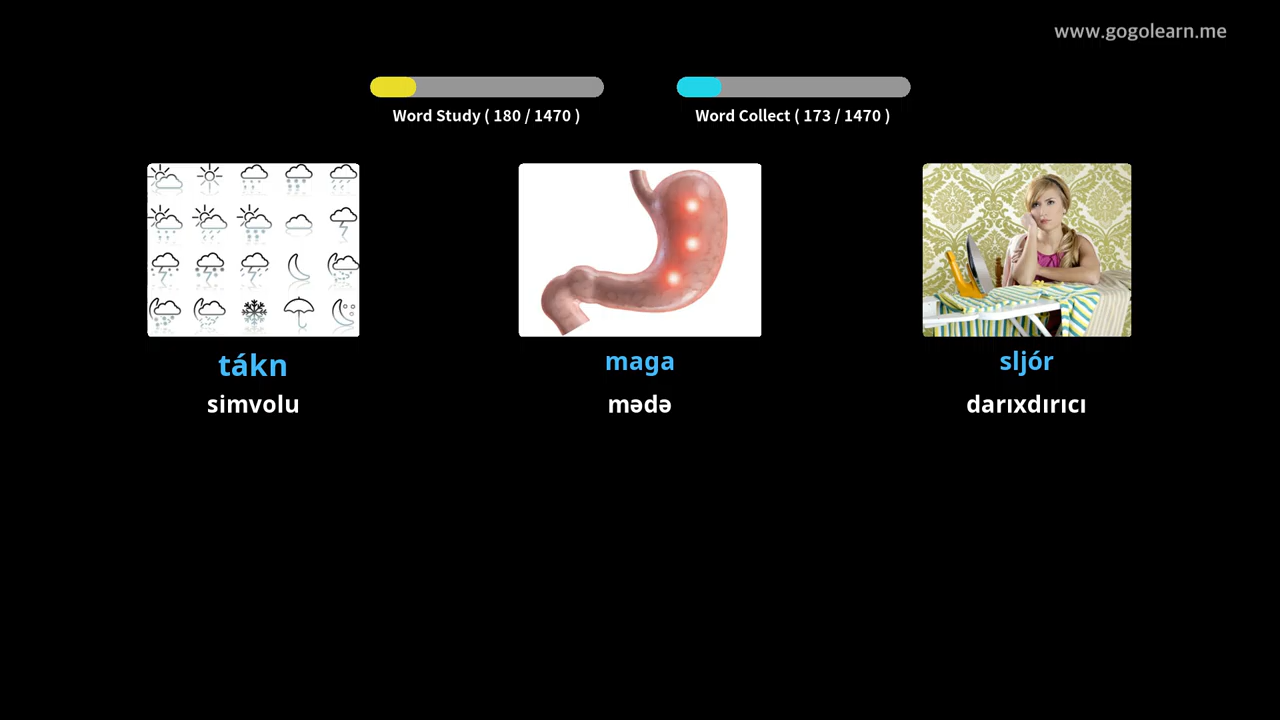 www.gogolearn.me
Word Study ( 180 / 1470 )
Word Collect ( 173 / 1470 )
tákn
maga
sljór
simvolu
mədə
darıxdırıcı